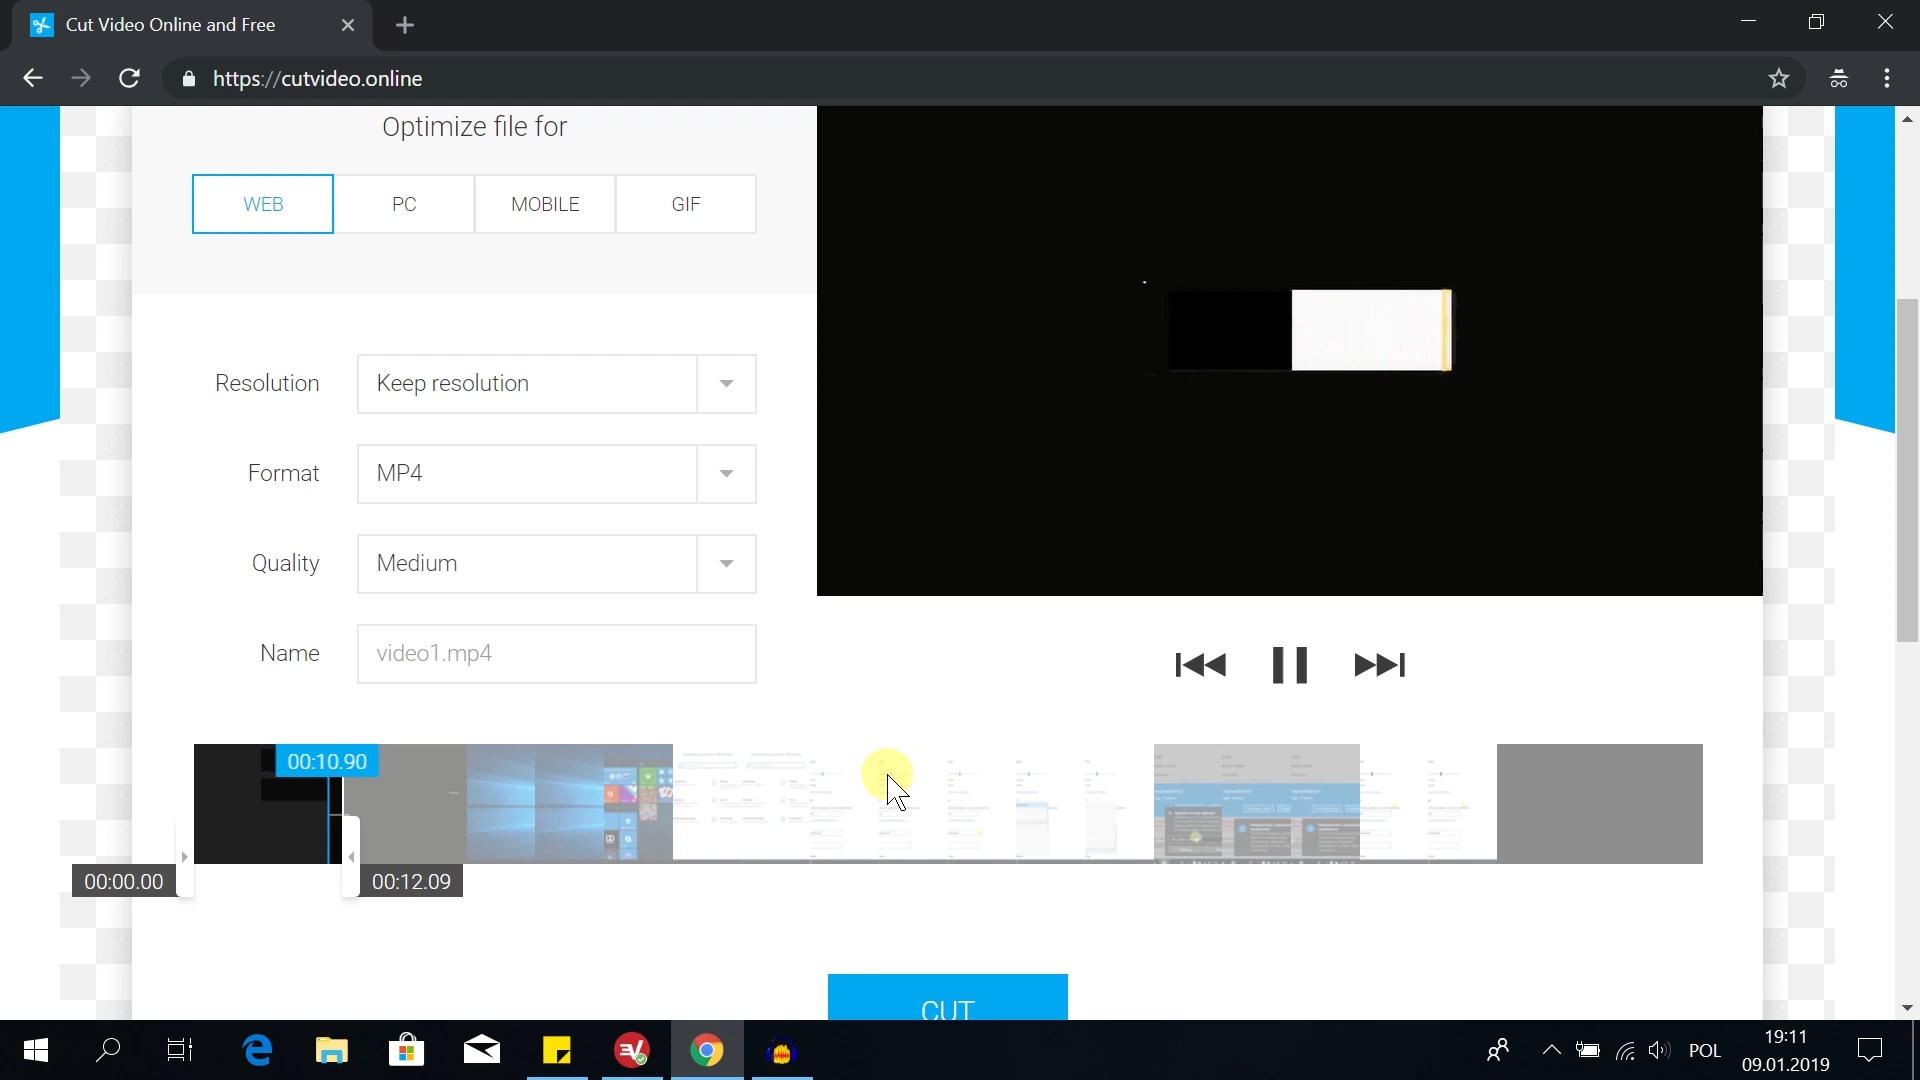 Cut Video Online and Free
https://cutvideo.online
Optimize file for
WEB
PC
MOBILE
GIF
Resolution
Keep resolution
Format
MP4
Quality
Medium
Name
video1.mp4
00:10.90
00:00.00
00:12.09
CUT
POL
19:11
09.01.2019